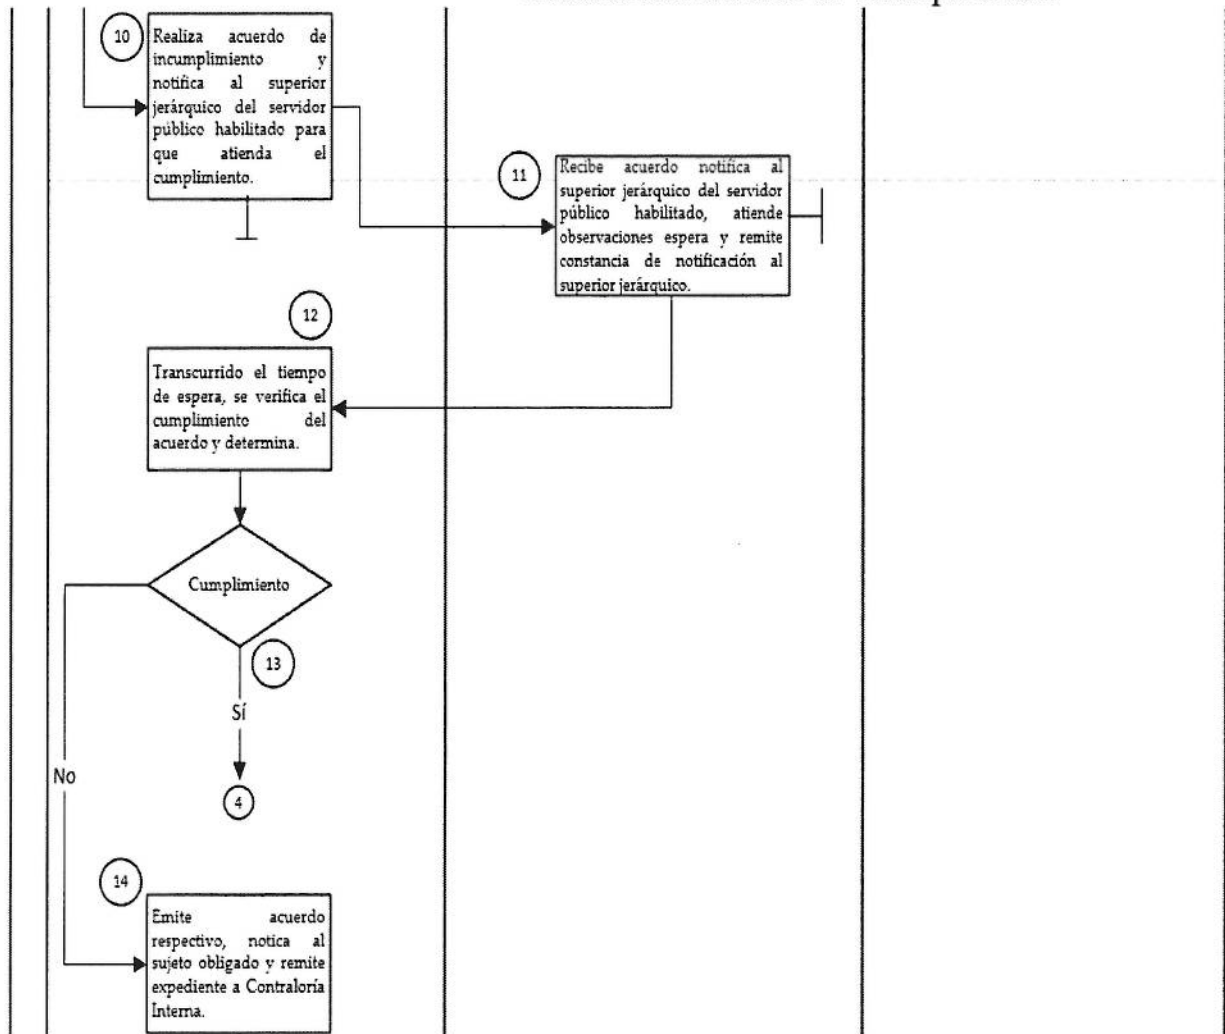 10
Realiza acuerdo de
incumplimiento y
notifica al superior
jerárquico del servidor
público habilitado para
que atienda el
cumplimiento.
11
Recibe acuerdo notifica al
superior jerárquico del servidor
público habilitado, atiende
observaciones espera y remite
constancia de notificación al
superior jerárquico.
12
Transcurrido el tiempo
de espera, se verifica el
cumplimiento del
acuerdo y determina.
Cumplimiento
13
Sí
No
4
14
Emite acuerdo
respectivo, notica al
sujeto obligado y remite
expediente a Contraloría
Interna.